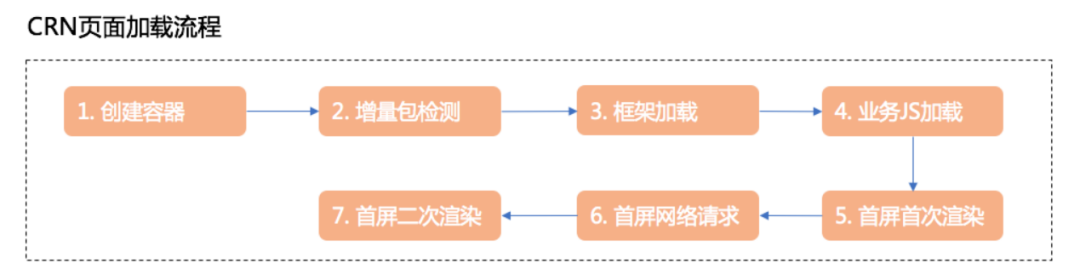 CRN页面加载流程
1. 创建容器
2. 增量包检测
3. 框架加载
4. 业务JS加载
5. 首屏首次渲染
6. 首屏网络请求
7. 首屏二次渲染